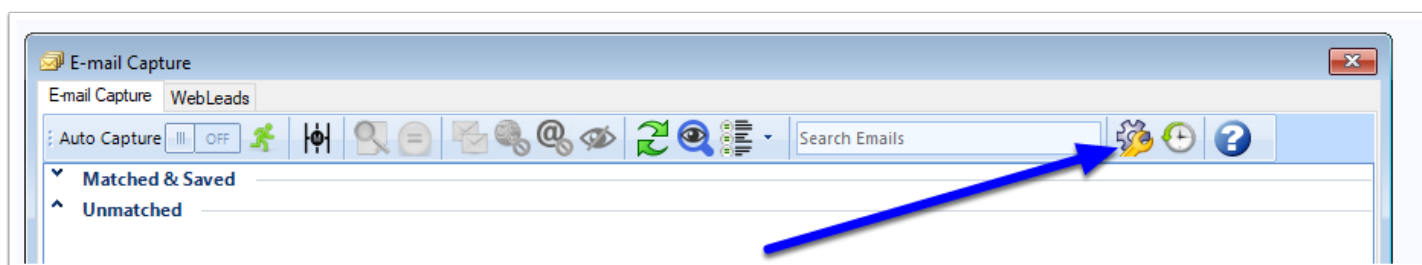 E-mail Capture
E-mail Capture WebLeads
Auto Capture OFF Search Emails
Matched & Saved
Unmatched